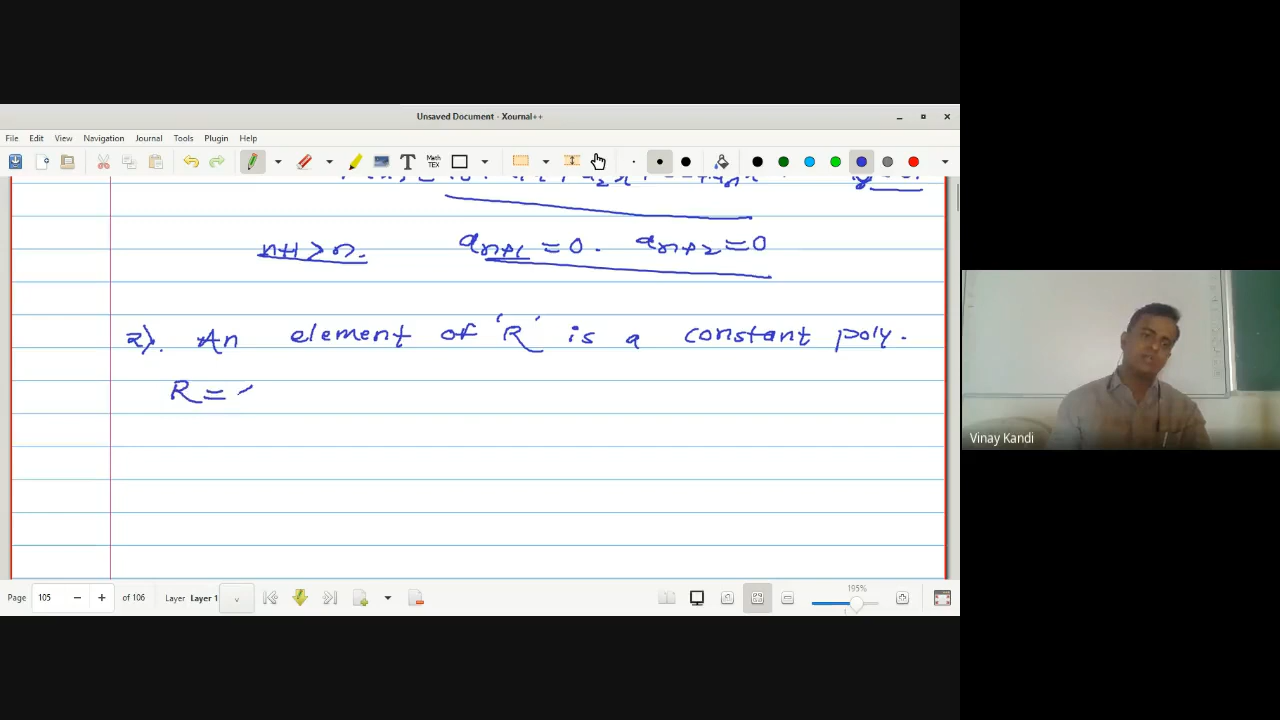 Unsaved Document - Xournal++
File Edit View Navigation Journal Tools Plugin Help
n+1 > n. a_{n+1} = 0. a_{n+2} = 0
2). An element of 'R' is a constant poly.
R =
Vinay Kandi
Page 105 of 106 Layer Layer 1 195%